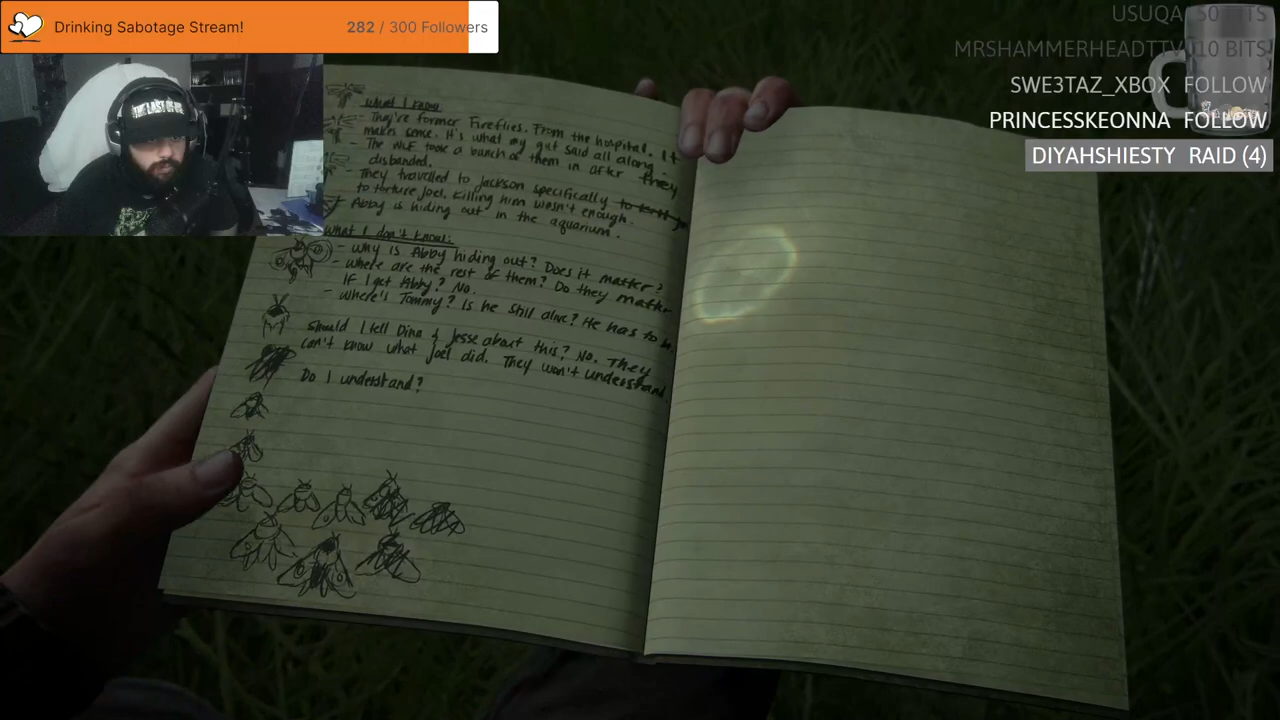 Drinking Sabotage Stream!
282 / 300 Followers
USUQA 50 BITS
MRSHAMMERHEADTTV 10 BITS
SWE3TAZ_XBOX FOLLOW
PRINCESSKEONNA FOLLOW
DIYAHSHIESTY RAID (4)
THE LAST OF
What I know
- They're former Fireflies. From the hospital. It
makes sense. It's what my gut said all along.
- The WLF took a bunch of them in after they
disbanded.
- They travelled to Jackson specifically
to torture Joel. Killing him wasn't enough.
Abby is hiding out in the aquarium.
What I don't know:
- Why is Abby hiding out? Does it matter?
- Where are the rest of them? Do they matter
If I get Abby? No.
- Where's Tommy? Is he still alive? He has to be.
Should I tell Dina & Jesse about this? No. They
can't know what Joel did. They won't understand
Do I understand?